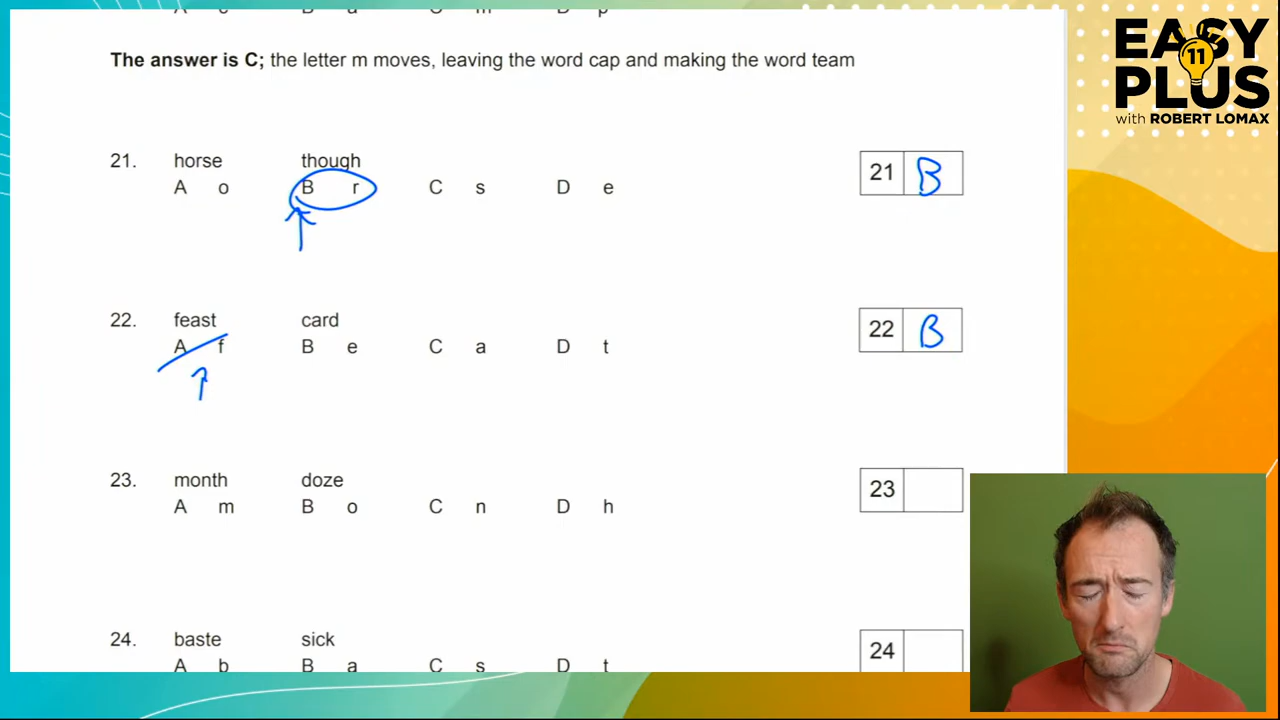 The answer is C; the letter m moves, leaving the word cap and making the word team
21. horse though
A o B r C s D e
21 B
22. feast card
A f B e C a D t
22 B
23. month doze
A m B o C n D h
23
24. baste sick
A b B a C s D t
24
EASY
11
PLUS
with ROBERT LOMAX